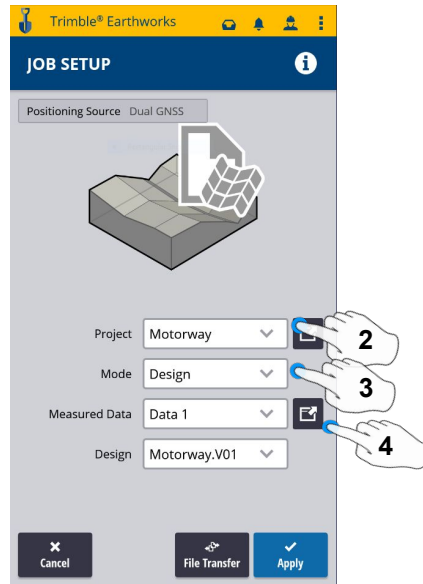 Trimble® Earthworks
JOB SETUP
Positioning Source Dual GNSS
Project Motorway
2
Mode Design
3
Measured Data Data 1
4
Design Motorway.V01
Cancel File Transfer Apply